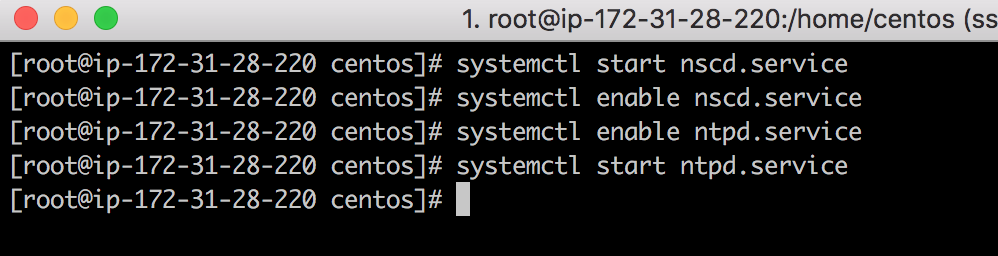 1. root@ip-172-31-28-220:/home/centos (ss
[root@ip-172-31-28-220 centos]# systemctl start nscd.service
[root@ip-172-31-28-220 centos]# systemctl enable nscd.service
[root@ip-172-31-28-220 centos]# systemctl enable ntpd.service
[root@ip-172-31-28-220 centos]# systemctl start ntpd.service
[root@ip-172-31-28-220 centos]#